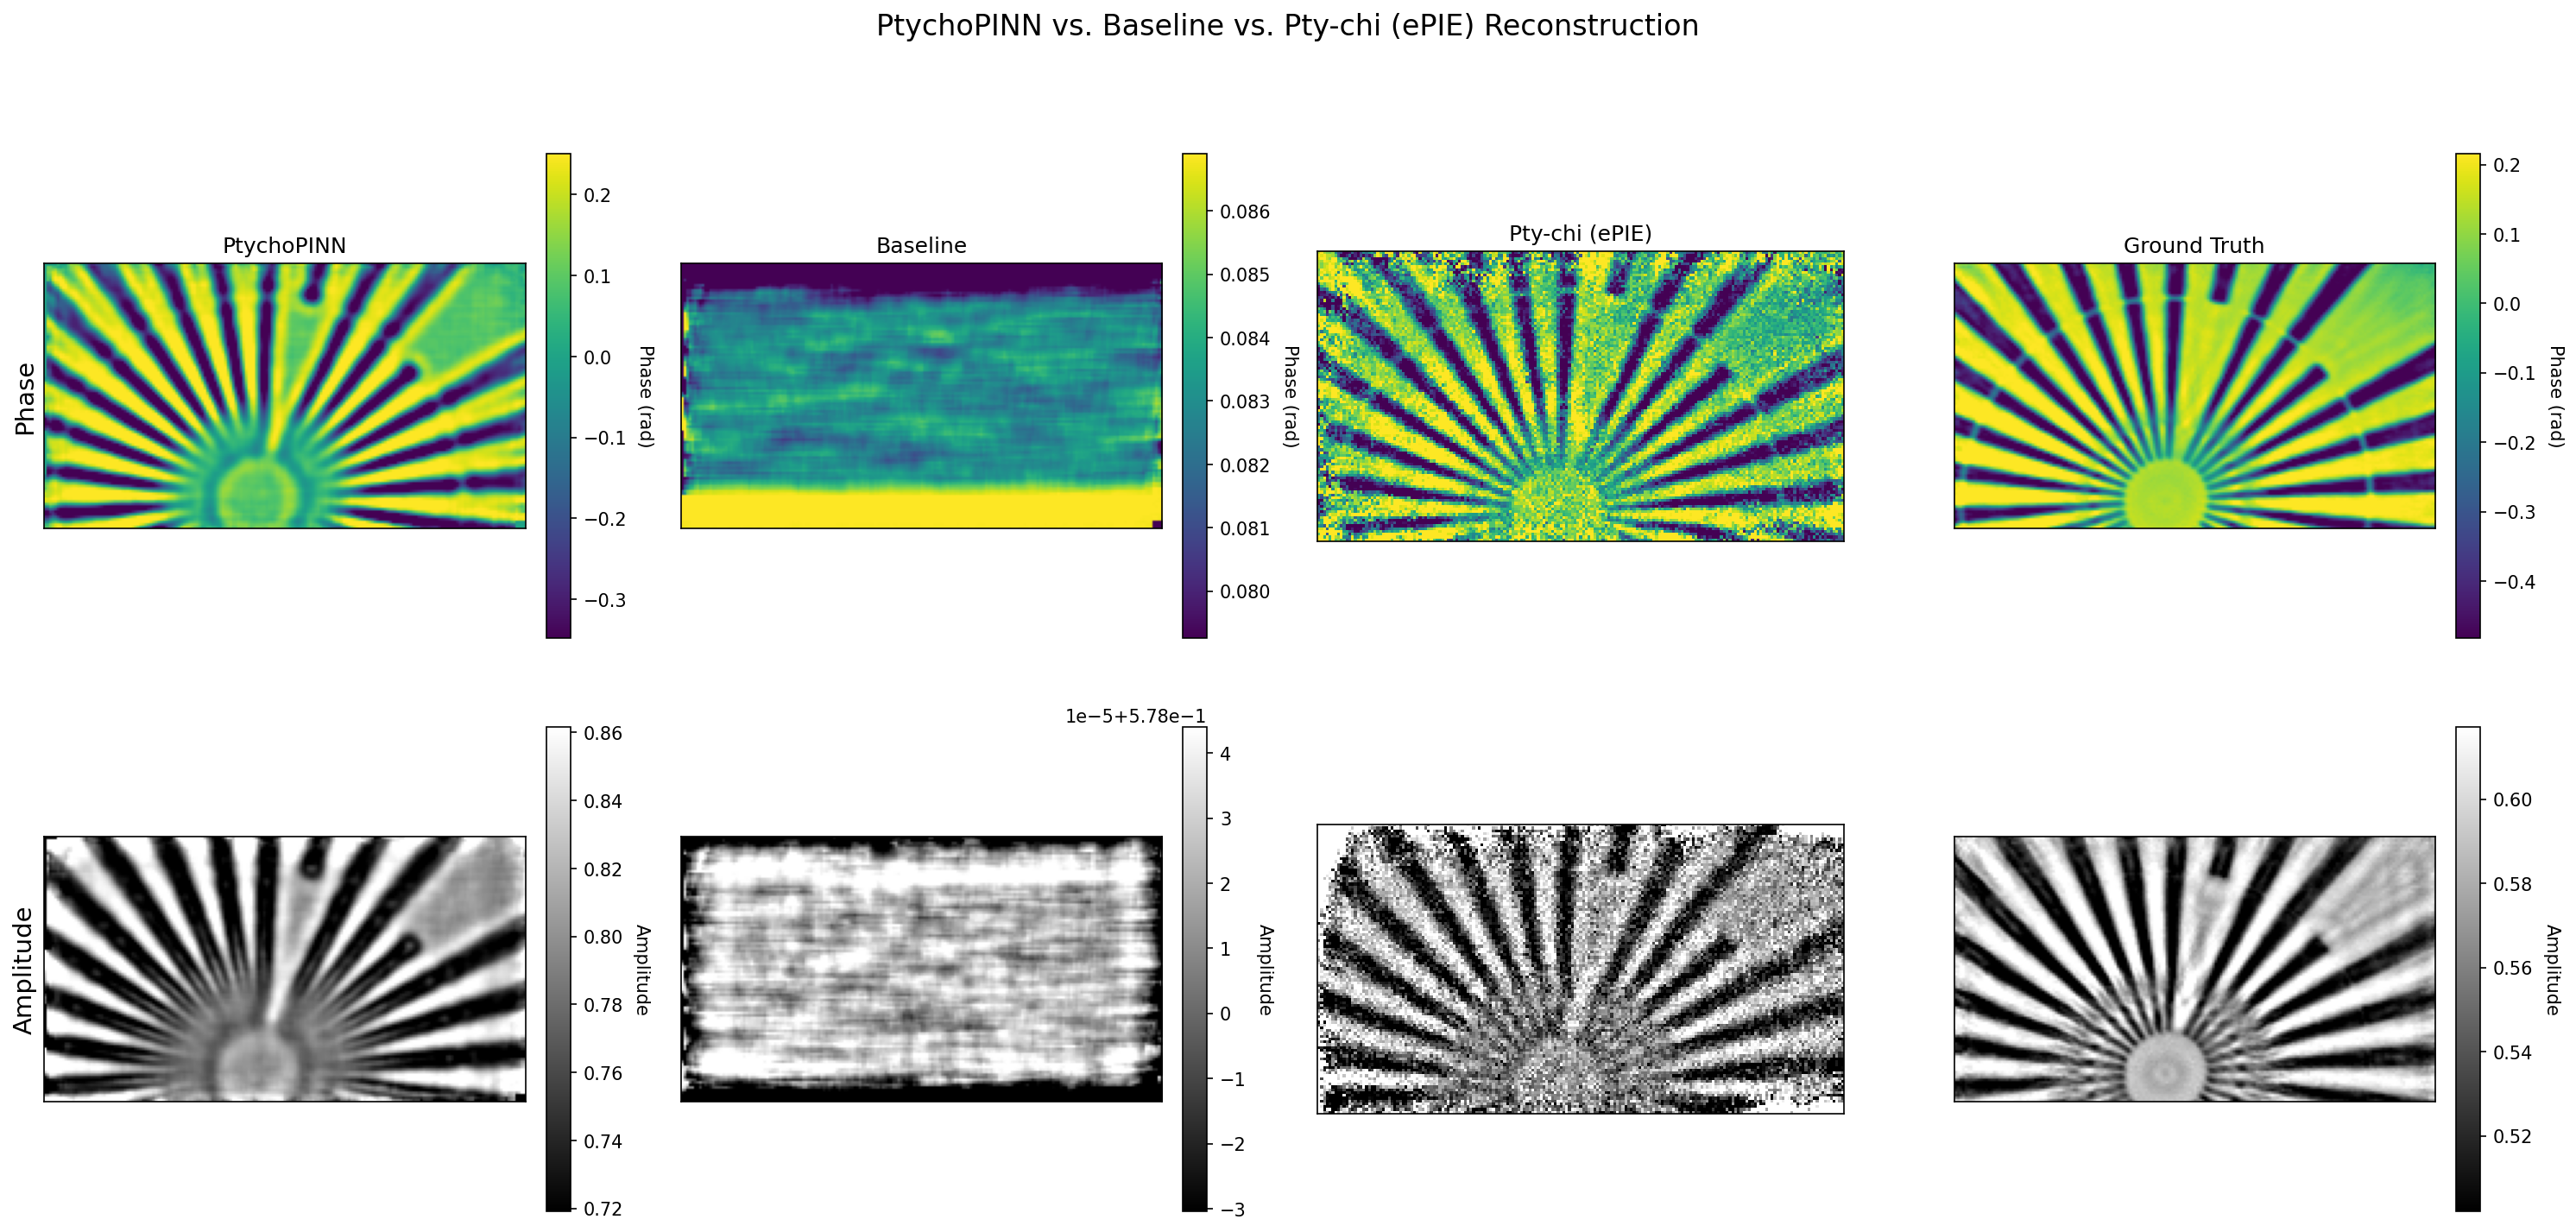 PtychoPINN vs. Baseline vs. Pty-chi (ePIE) Reconstruction
PtychoPINN
Baseline
Pty-chi (ePIE)
Ground Truth
Phase
0.2
0.1
0.0
−0.1
−0.2
−0.3
Phase (rad)
0.086
0.085
0.084
0.083
0.082
0.081
0.080
Phase (rad)
0.2
0.1
0.0
−0.1
−0.2
−0.3
−0.4
Phase (rad)
Amplitude
0.86
0.84
0.82
0.80
0.78
0.76
0.74
0.72
Amplitude
1e−5+5.78e−1
4
3
2
1
0
−1
−2
−3
Amplitude
0.60
0.58
0.56
0.54
0.52
Amplitude